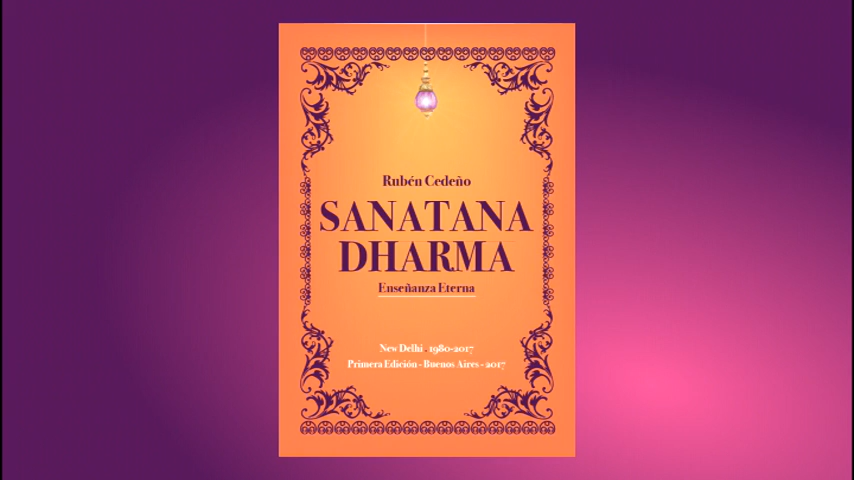 Rubén Cedeño
SANATANA
DHARMA
Enseñanza Eterna
New Delhi - 1980-2017
Primera Edición - Buenos Aires - 2017